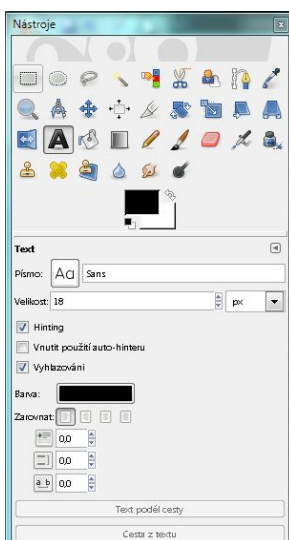 Nástroje
Text
Písmo: Aa Sans
Velikost: 18 px
Hinting
Vnutit použití auto-hinteru
Vyhlazování
Barva:
Zarovnat:
0,0
0,0
a b 0,0
Text podél cesty
Cesta z textu